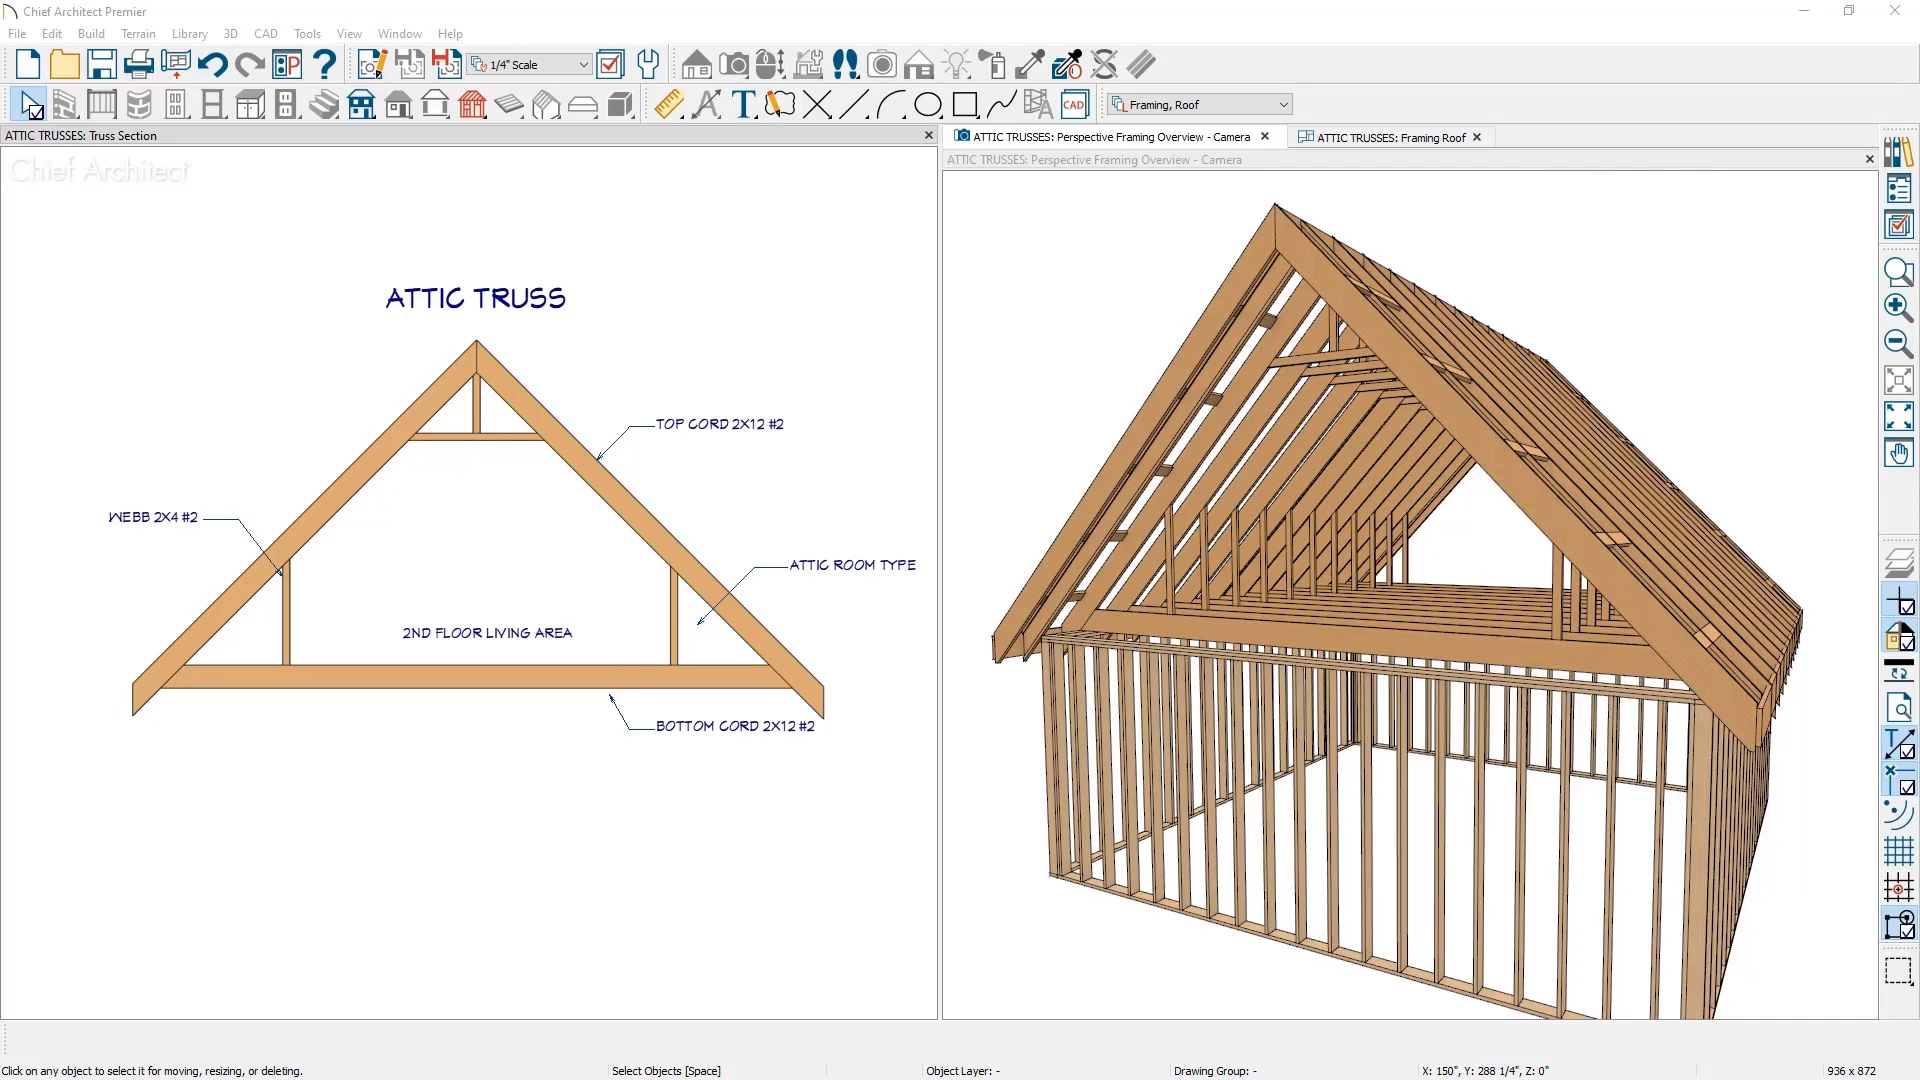 Chief Architect Premier
File Edit Build Terrain Library 3D CAD Tools View Window Help
1/4" Scale
Framing, Roof
CAD
ATTIC TRUSSES: Truss Section
ATTIC TRUSSES: Perspective Framing Overview - Camera
ATTIC TRUSSES: Framing Roof
ATTIC TRUSSES: Perspective Framing Overview - Camera
Chief Architect
ATTIC TRUSS
TOP CORD 2X12 #2
WEBB 2X4 #2
ATTIC ROOM TYPE
2ND FLOOR LIVING AREA
BOTTOM CORD 2X12 #2
Click on any object to select it for moving, resizing, or deleting.
Select Objects [Space]
Object Layer: -
Drawing Group: -
X: 150", Y: 288 1/4", Z: 0"
936 x 872